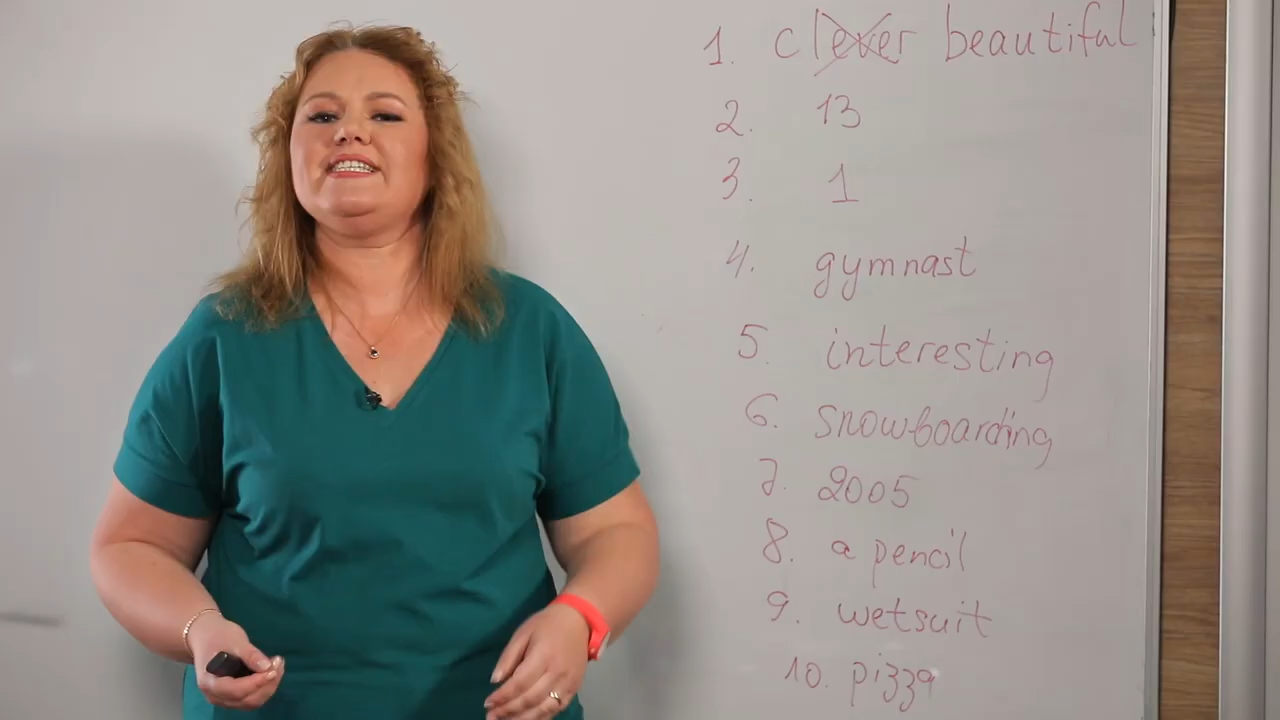 1. clever beautiful
2. 13
3. 1
4. gymnast
5. interesting
6. snowboarding
7. 2005
8. a pencil
9. wetsuit
10. pizza